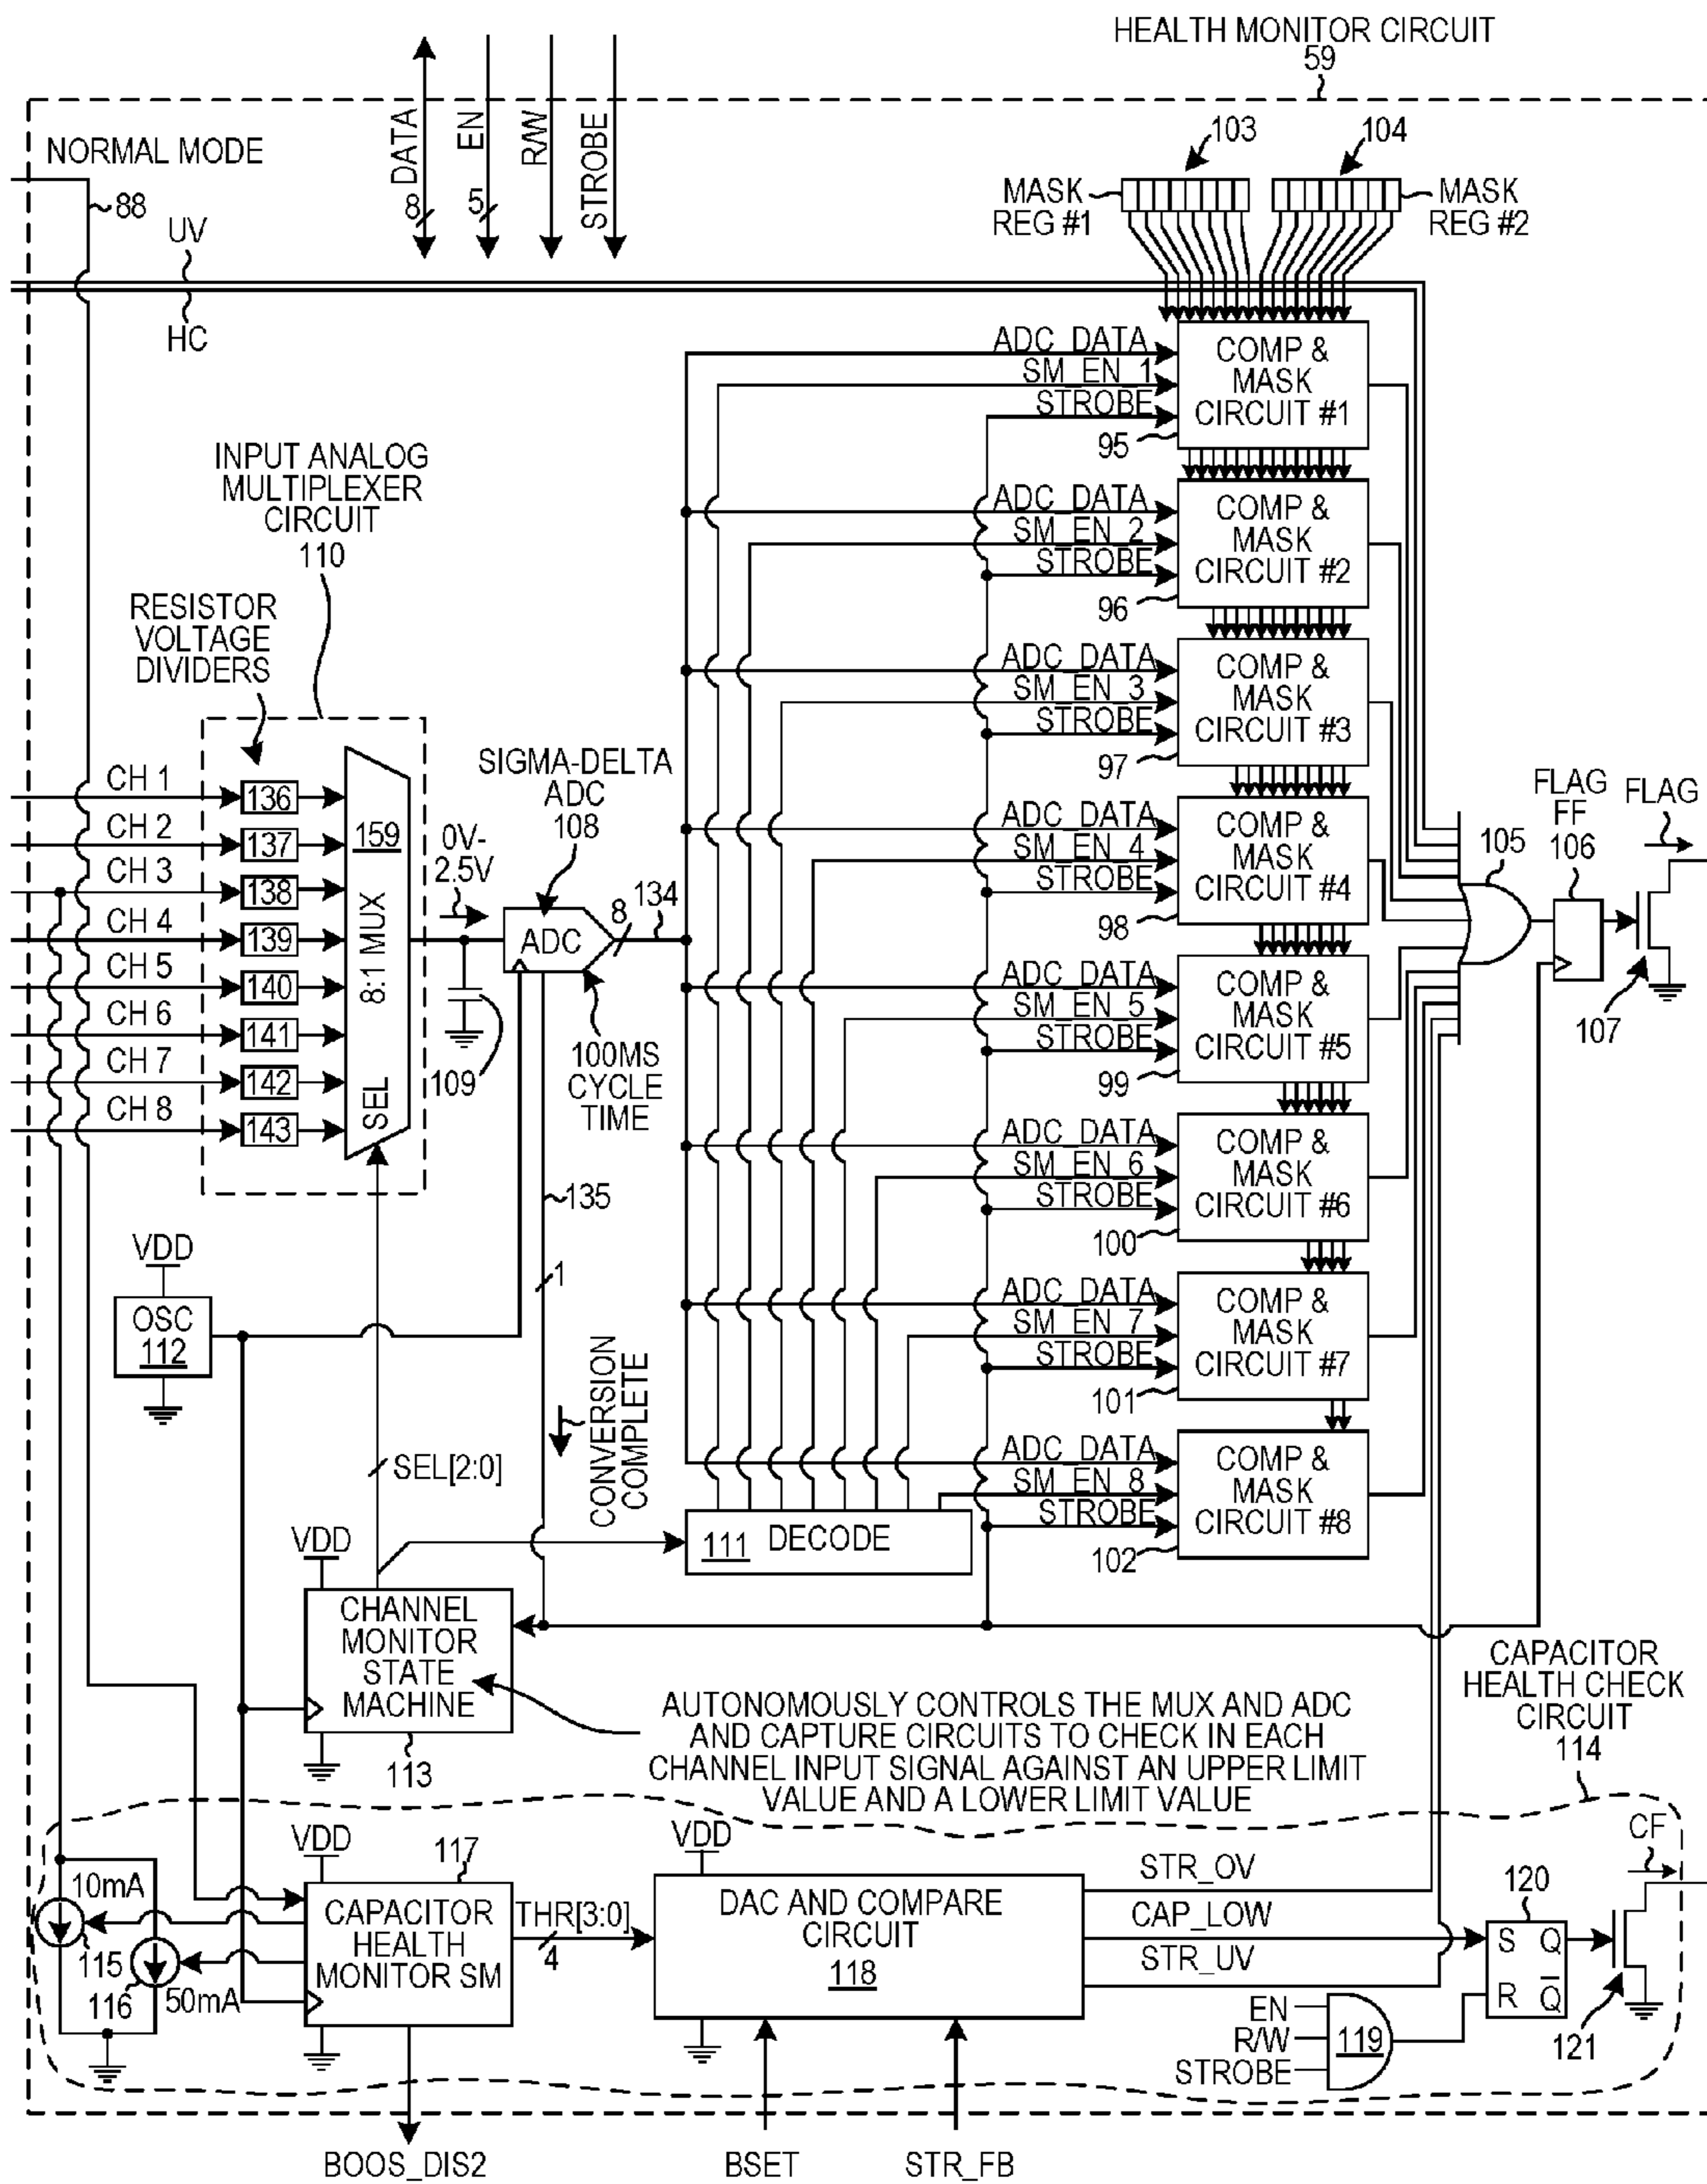 HEALTH MONITOR CIRCUIT
59
NORMAL MODE
88
UV
HC
DATA
8
EN
5
R/W
STROBE
103
104
MASK
REG #1
MASK
REG #2
ADC_DATA
SM_EN_1
STROBE
95
COMP &
MASK
CIRCUIT #1
ADC_DATA
SM_EN_2
STROBE
96
COMP &
MASK
CIRCUIT #2
ADC_DATA
SM_EN_3
STROBE
97
COMP &
MASK
CIRCUIT #3
ADC_DATA
SM_EN_4
STROBE
98
COMP &
MASK
CIRCUIT #4
ADC_DATA
SM_EN_5
STROBE
99
COMP &
MASK
CIRCUIT #5
ADC_DATA
SM_EN_6
STROBE
100
COMP &
MASK
CIRCUIT #6
ADC_DATA
SM_EN_7
STROBE
101
COMP &
MASK
CIRCUIT #7
ADC_DATA
SM_EN_8
STROBE
102
COMP &
MASK
CIRCUIT #8
INPUT ANALOG
MULTIPLEXER
CIRCUIT
110
RESISTOR
VOLTAGE
DIVIDERS
CH 1
CH 2
CH 3
CH 4
CH 5
CH 6
CH 7
CH 8
136
137
138
139
140
141
142
143
159
8:1 MUX
SEL
0V-
2.5V
SIGMA-DELTA
ADC
108
ADC
8
134
109
100MS
CYCLE
TIME
135
1
CONVERSION
COMPLETE
105
FLAG
FF
106
FLAG
107
VDD
OSC
112
SEL[2:0]
111 DECODE
VDD
CHANNEL
MONITOR
STATE
MACHINE
113
AUTONOMOUSLY CONTROLS THE MUX AND ADC
AND CAPTURE CIRCUITS TO CHECK IN EACH
CHANNEL INPUT SIGNAL AGAINST AN UPPER LIMIT
VALUE AND A LOWER LIMIT VALUE
CAPACITOR
HEALTH CHECK
CIRCUIT
114
10mA
115
116
50mA
VDD
117
CAPACITOR
HEALTH
MONITOR SM
THR[3:0]
4
VDD
DAC AND COMPARE
CIRCUIT
118
STR_OV
CAP_LOW
STR_UV
EN
R/W
STROBE
119
120
S Q
R Q̅
CF
121
BOOS_DIS2
BSET
STR_FB